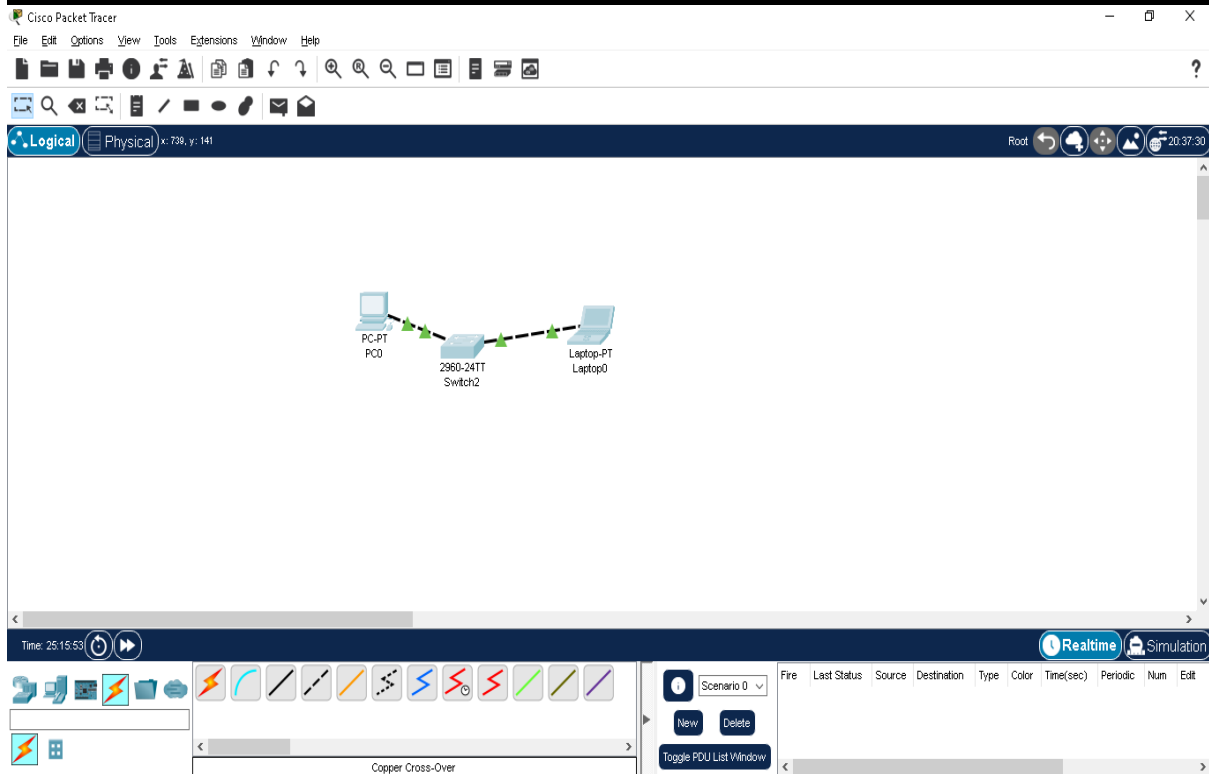 Cisco Packet Tracer
File Edit Options View Tools Extensions Window Help
?
Logical Physical x: 739, y: 141 Root 20:37:30
PC-PT
PC0
2960-24TT
Switch2
Laptop-PT
Laptop0
Time: 25:15:53 Realtime Simulation
Scenario 0
Fire Last Status Source Destination Type Color Time(sec) Periodic Num Edit
New Delete
Toggle PDU List Window
Copper Cross-Over